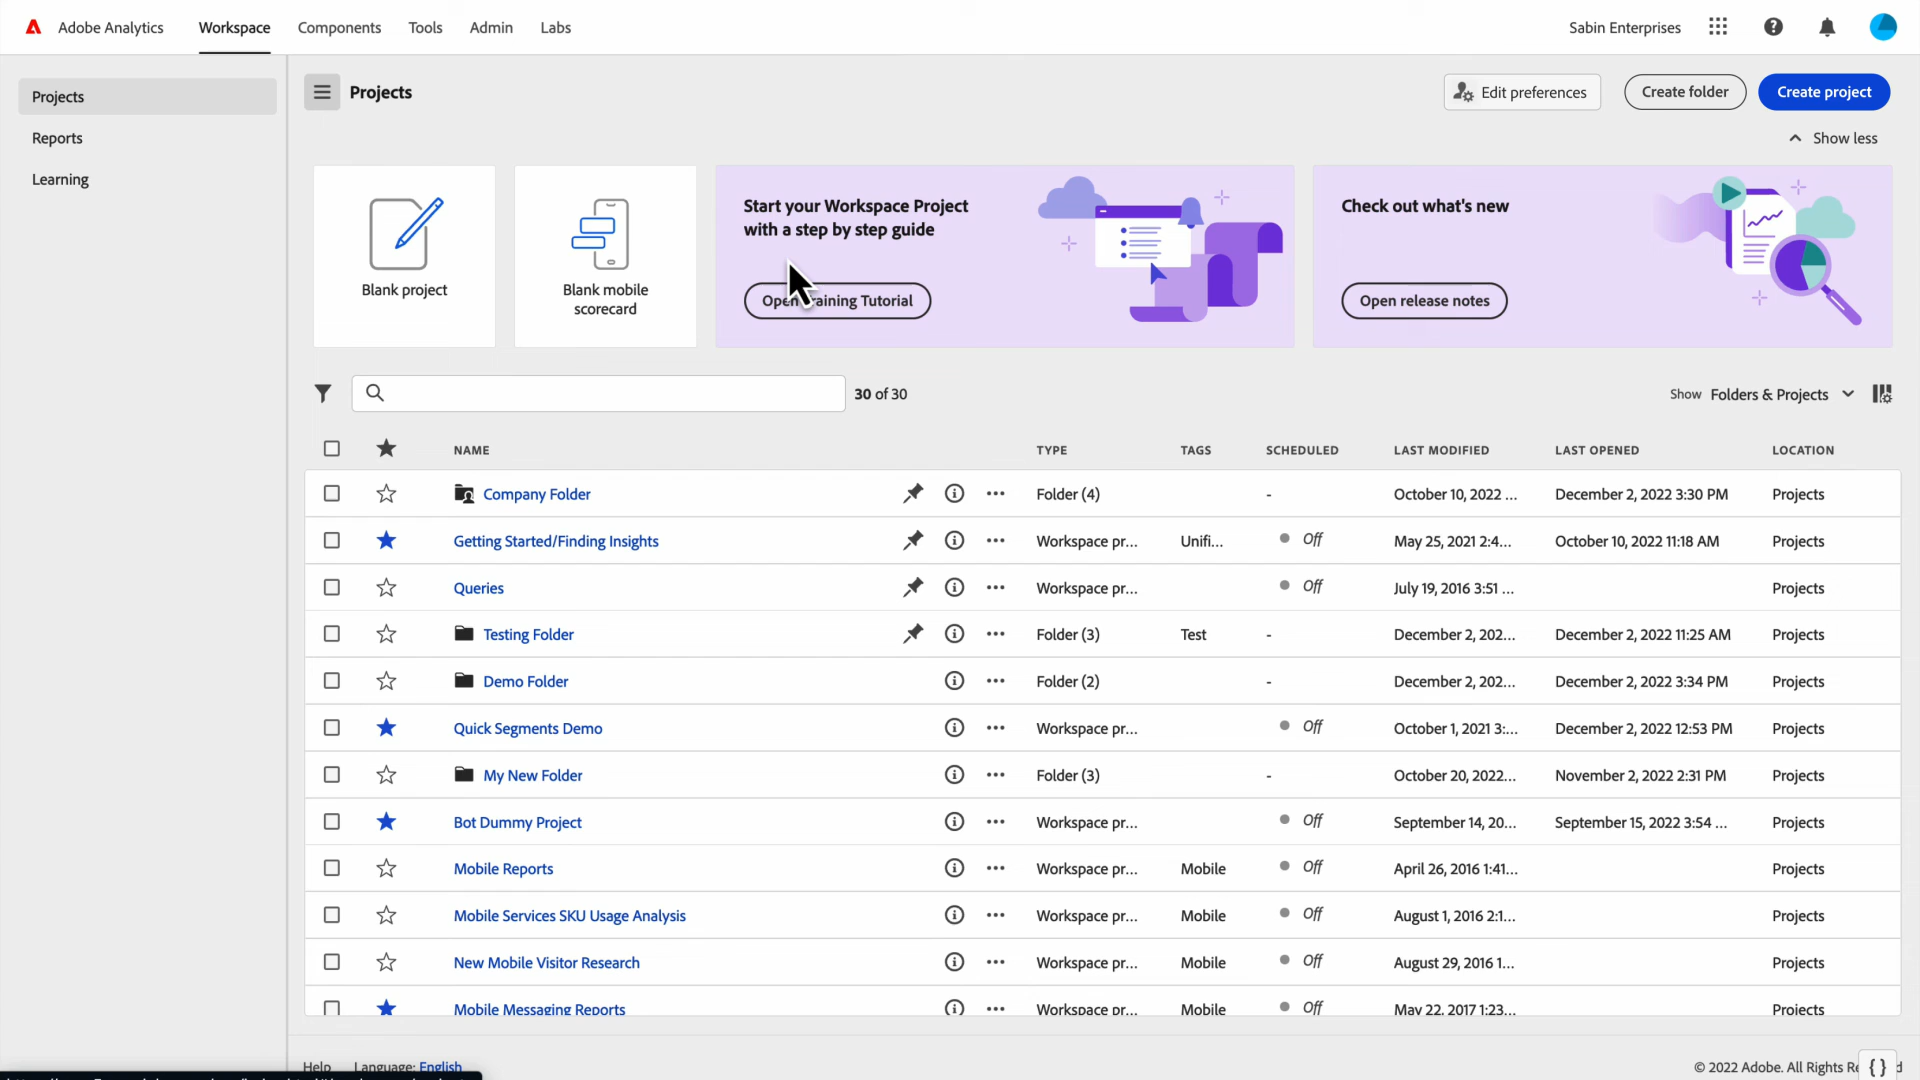 Adobe Analytics Workspace Components Tools Admin Labs Sabin Enterprises
Projects
Reports
Learning
Projects
Edit preferences Create folder Create project
Show less
Blank project
Blank mobile
scorecard
Start your Workspace Project
with a step by step guide
Tutorial
Check out what's new
Open release notes
30 of 30
Show Folders & Projects
NAME TYPE TAGS SCHEDULED LAST MODIFIED LAST OPENED LOCATION
Company Folder Folder (4) - October 10, 2022 ... December 2, 2022 3:30 PM Projects
Getting Started/Finding Insights Workspace pr... Unifi... Off May 25, 2021 2:4... October 10, 2022 11:18 AM Projects
Queries Workspace pr... Off July 19, 2016 3:51 ... Projects
Testing Folder Folder (3) Test - December 2, 202... December 2, 2022 11:25 AM Projects
Demo Folder Folder (2) - December 2, 202... December 2, 2022 3:34 PM Projects
Quick Segments Demo Workspace pr... Off October 1, 2021 3:... December 2, 2022 12:53 PM Projects
My New Folder Folder (3) - October 20, 2022... November 2, 2022 2:31 PM Projects
Bot Dummy Project Workspace pr... Off September 14, 20... September 15, 2022 3:54 ... Projects
Mobile Reports Workspace pr... Mobile Off April 26, 2016 1:41... Projects
Mobile Services SKU Usage Analysis Workspace pr... Mobile Off August 1, 2016 2:1... Projects
New Mobile Visitor Research Workspace pr... Mobile Off August 29, 2016 1... Projects
Mobile Messaging Reports Workspace pr... Mobile Off May 22, 2017 1:23... Projects
Help Language: English © 2022 Adobe. All Rights {}